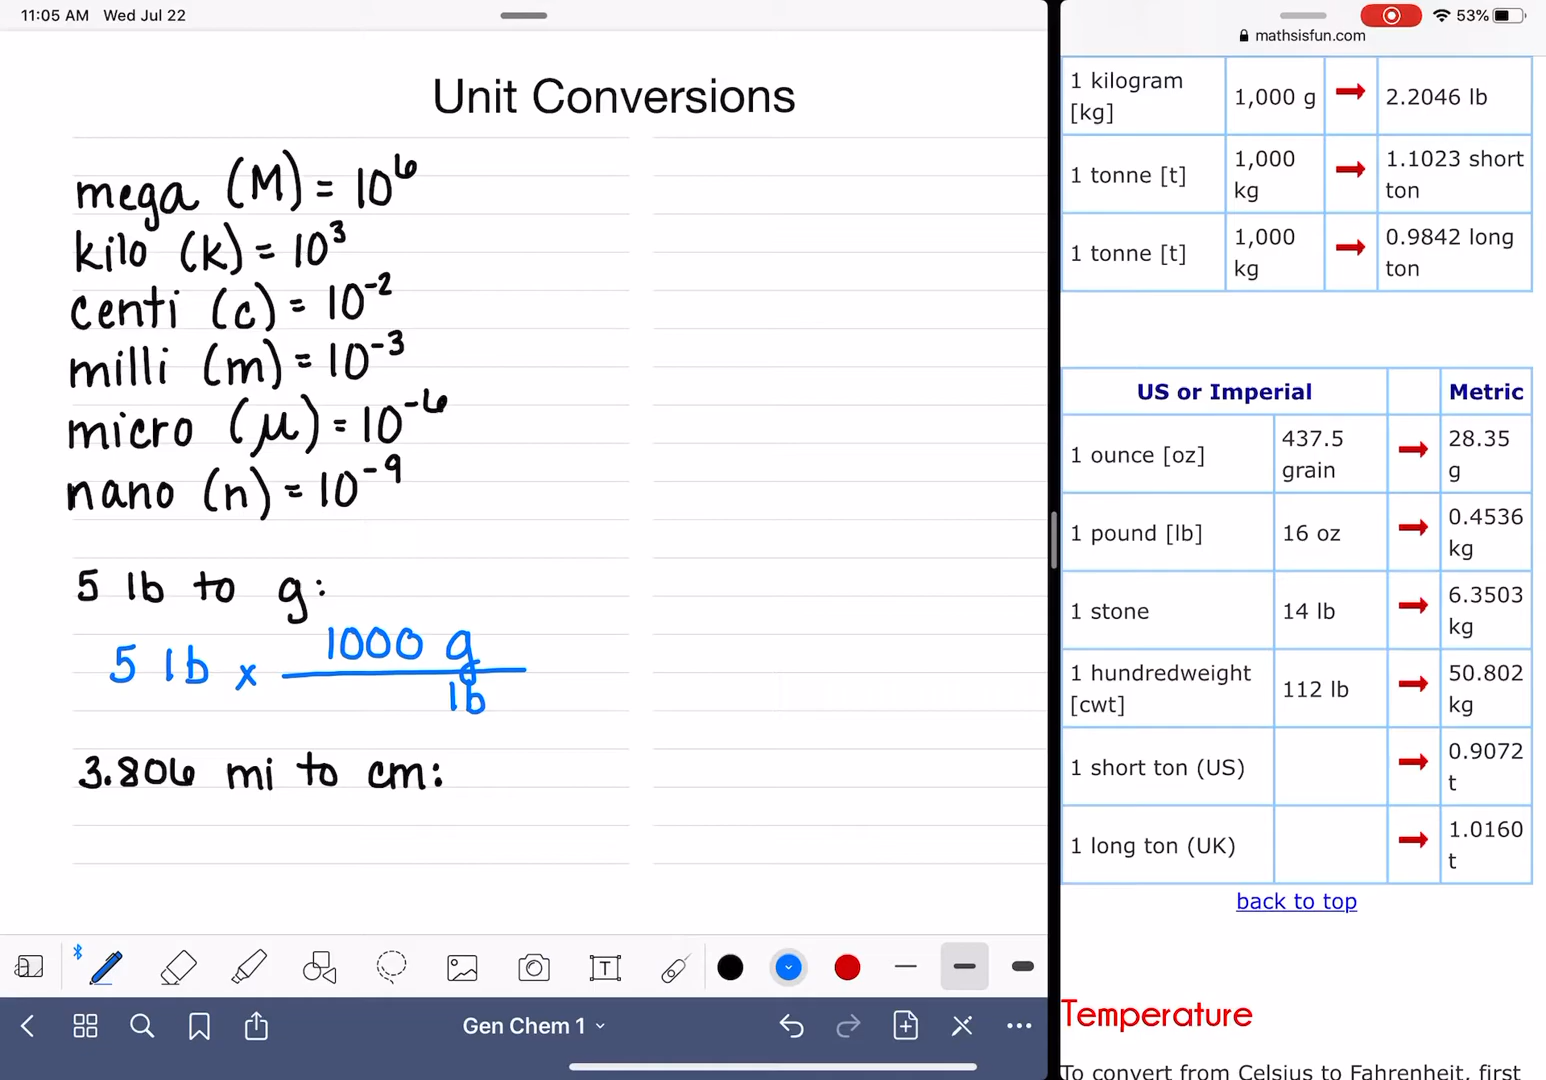 11:05 AM Wed Jul 22
53%
mathsisfun.com
Unit Conversions
mega (M) = 10⁶
kilo (k) = 10³
centi (c) = 10⁻²
milli (m) = 10⁻³
micro (μ) = 10⁻⁶
nano (n) = 10⁻⁹
5 lb to g:
5 lb x 1000 g
lb
3.806 mi to cm:
Gen Chem 1
1 kilogram [kg] 1,000 g → 2.2046 lb
1 tonne [t] 1,000 kg → 1.1023 short ton
1 tonne [t] 1,000 kg → 0.9842 long ton
US or Imperial Metric
1 ounce [oz] 437.5 grain → 28.35 g
1 pound [lb] 16 oz → 0.4536 kg
1 stone 14 lb → 6.3503 kg
1 hundredweight [cwt] 112 lb → 50.802 kg
1 short ton (US) → 0.9072 t
1 long ton (UK) → 1.0160 t
back to top
Temperature
To convert from Celsius to Fahrenheit, first